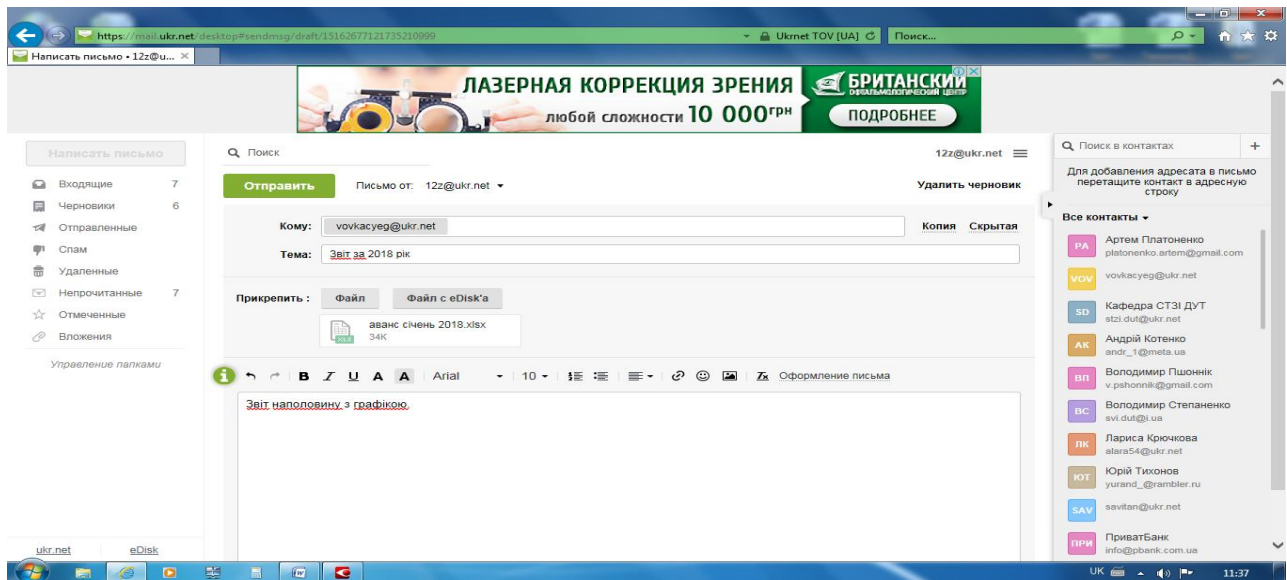 https://mail.ukr.net/desktop#sendmsg/draft/15162677121735210999
Ukrnet TOV [UA]
Поиск...
Написать письмо • 12z@u...
ЛАЗЕРНАЯ КОРРЕКЦИЯ ЗРЕНИЯ
любой сложности 10 000грн
БРИТАНСКИЙ
ОФТАЛЬМОЛОГИЧЕСКИЙ ЦЕНТР
ПОДРОБНЕЕ
Написать письмо
Входящие 7
Черновики 6
Отправленные
Спам
Удаленные
Непрочитанные 7
Отмеченные
Вложения
Управление папками
ukr.net eDisk
Поиск
12z@ukr.net
Отправить
Письмо от: 12z@ukr.net
Удалить черновик
Кому: vovkacyeg@ukr.net
Копия Скрытая
Тема: Звіт за 2018 рік
Прикрепить : Файл Файл с eDisk'a
аванс січень 2018.xlsx
XLS 34K
B I U A A Arial 10 Оформление письма
Звіт наполовину з графікою.
Поиск в контактах +
Для добавления адресата в письмо
перетащите контакт в адресную
строку
Все контакты
PA Артем Платоненко
platonenko.artem@gmail.com
VOV vovkacyeg@ukr.net
SD Кафедра СТЗІ ДУТ
stzi.dut@ukr.net
АК Андрій Котенко
andr_1@meta.ua
ВП Володимир Пшоннік
v.pshonnik@gmail.com
ВС Володимир Степаненко
svi.dut@i.ua
ЛК Лариса Крючкова
alara54@ukr.net
ЮТ Юрій Тихонов
yurand_@rambler.ru
SAV savitan@ukr.net
ПРИ ПриватБанк
info@pbank.com.ua
UK 11:37